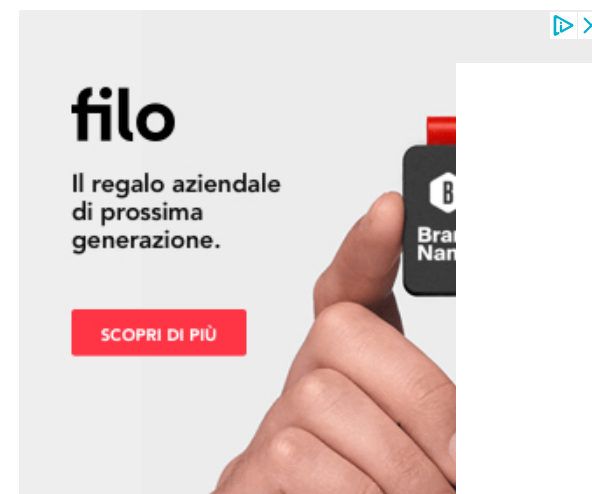 filo
Il regalo aziendale
di prossima
generazione.
SCOPRI DI PIÙ
B